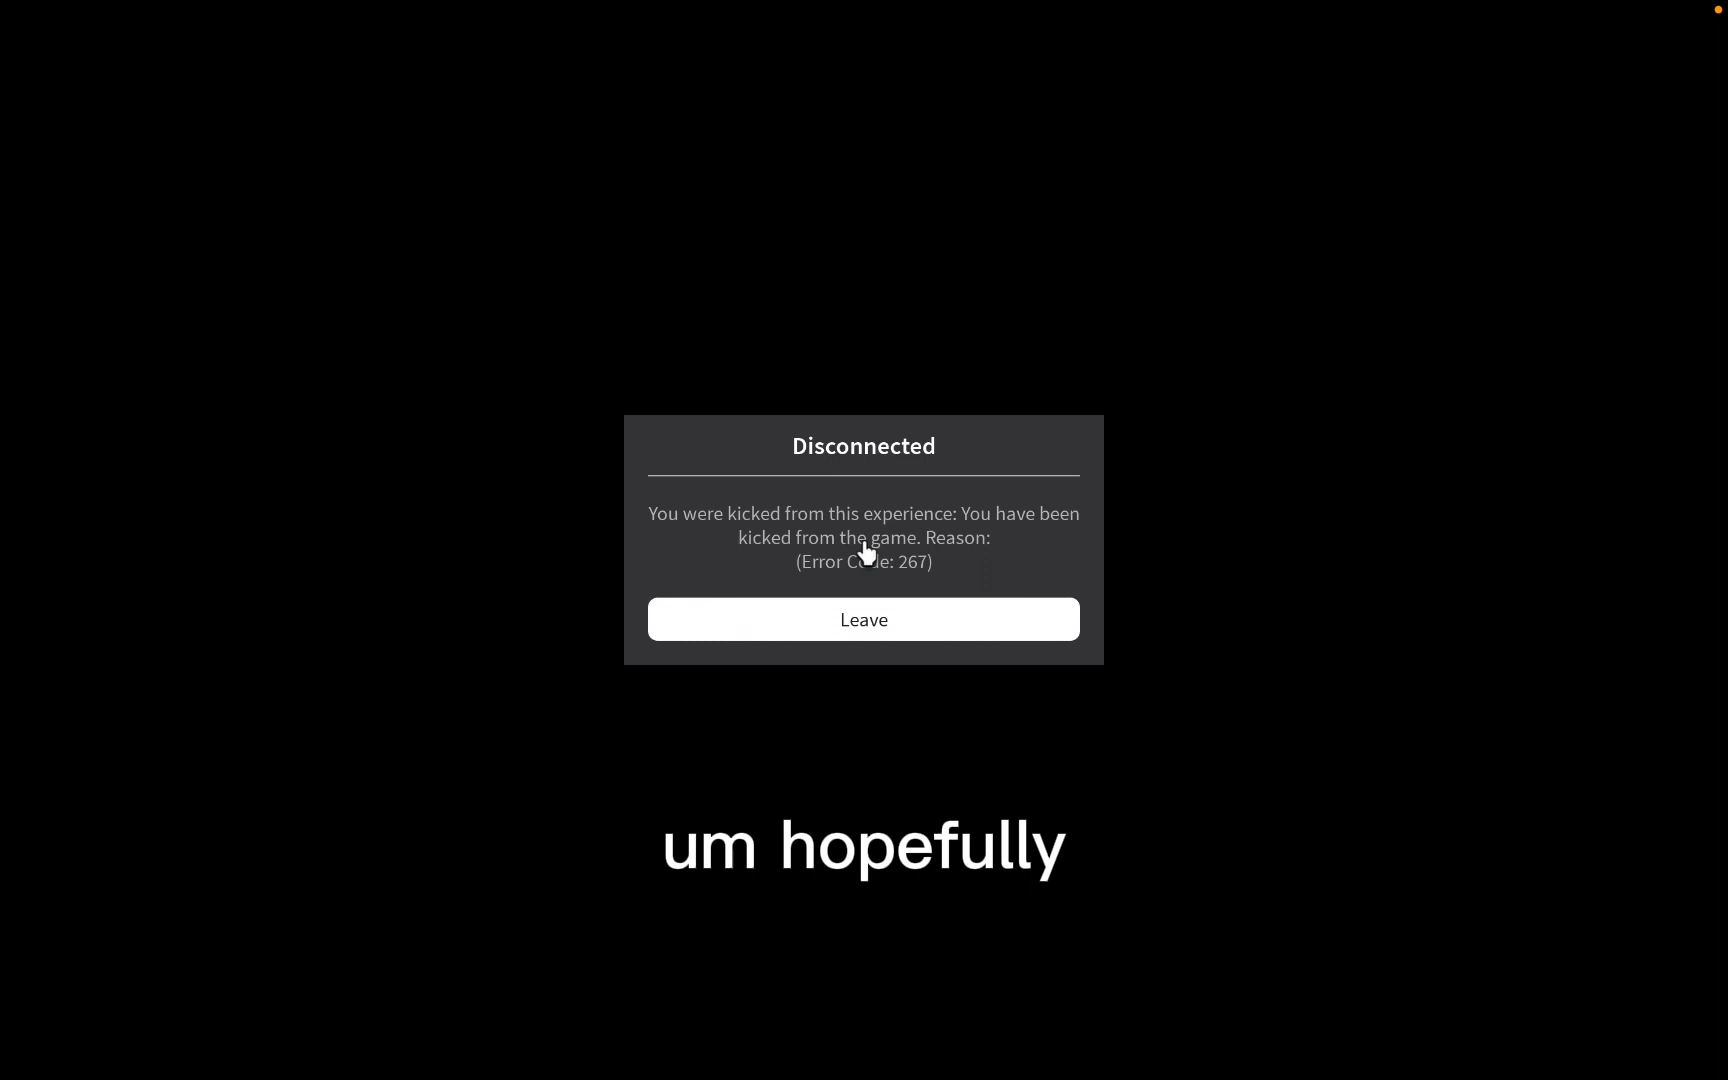 Disconnected
You were kicked from this experience: You have been
kicked from the game. Reason:
(Error Code: 267)
Leave
um hopefully